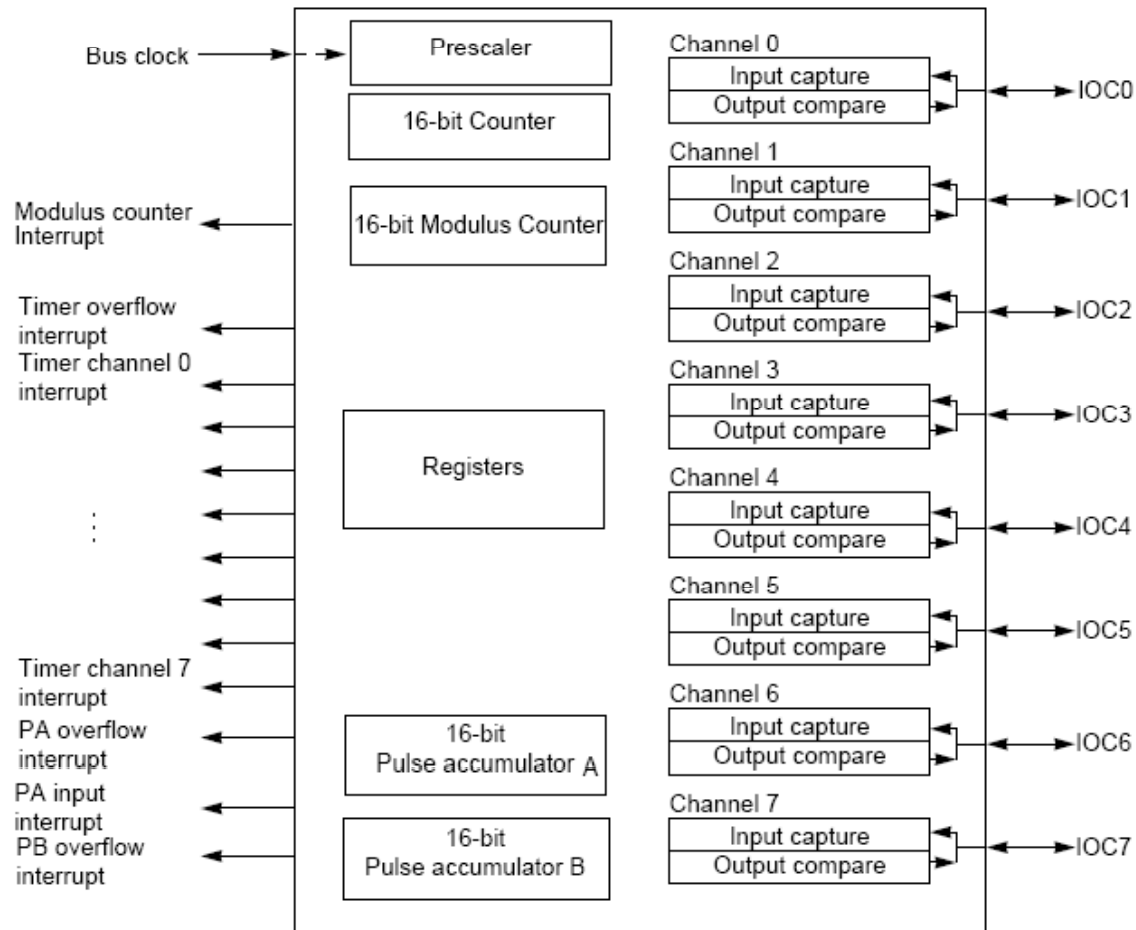 Bus clock
Modulus counter
Interrupt
Timer overflow
interrupt
Timer channel 0
interrupt
⋮
Timer channel 7
interrupt
PA overflow
interrupt
PA input
interrupt
PB overflow
interrupt
Prescaler
16-bit Counter
16-bit Modulus Counter
Registers
16-bit
Pulse accumulator A
16-bit
Pulse accumulator B
Channel 0
Input capture
Output compare
IOC0
Channel 1
Input capture
Output compare
IOC1
Channel 2
Input capture
Output compare
IOC2
Channel 3
Input capture
Output compare
IOC3
Channel 4
Input capture
Output compare
IOC4
Channel 5
Input capture
Output compare
IOC5
Channel 6
Input capture
Output compare
IOC6
Channel 7
Input capture
Output compare
IOC7